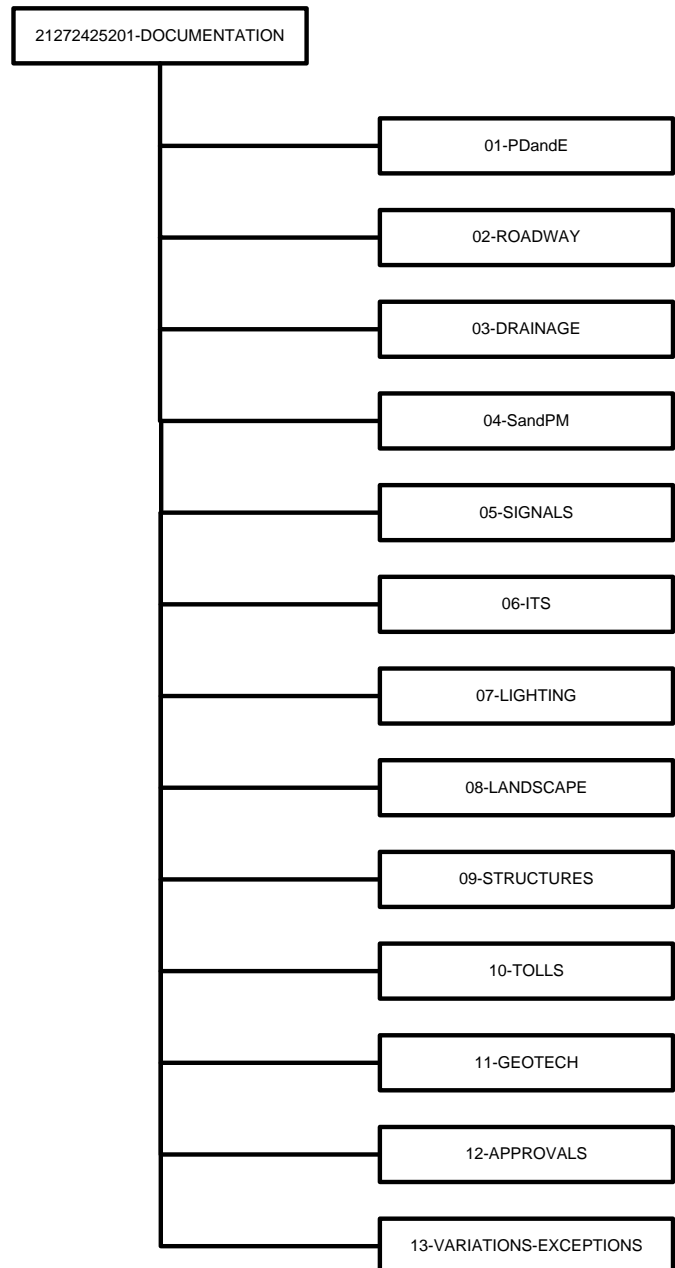 21272425201-DOCUMENTATION
01-PDandE
02-ROADWAY
03-DRAINAGE
04-SandPM
05-SIGNALS
06-ITS
07-LIGHTING
08-LANDSCAPE
09-STRUCTURES
10-TOLLS
11-GEOTECH
12-APPROVALS
13-VARIATIONS-EXCEPTIONS